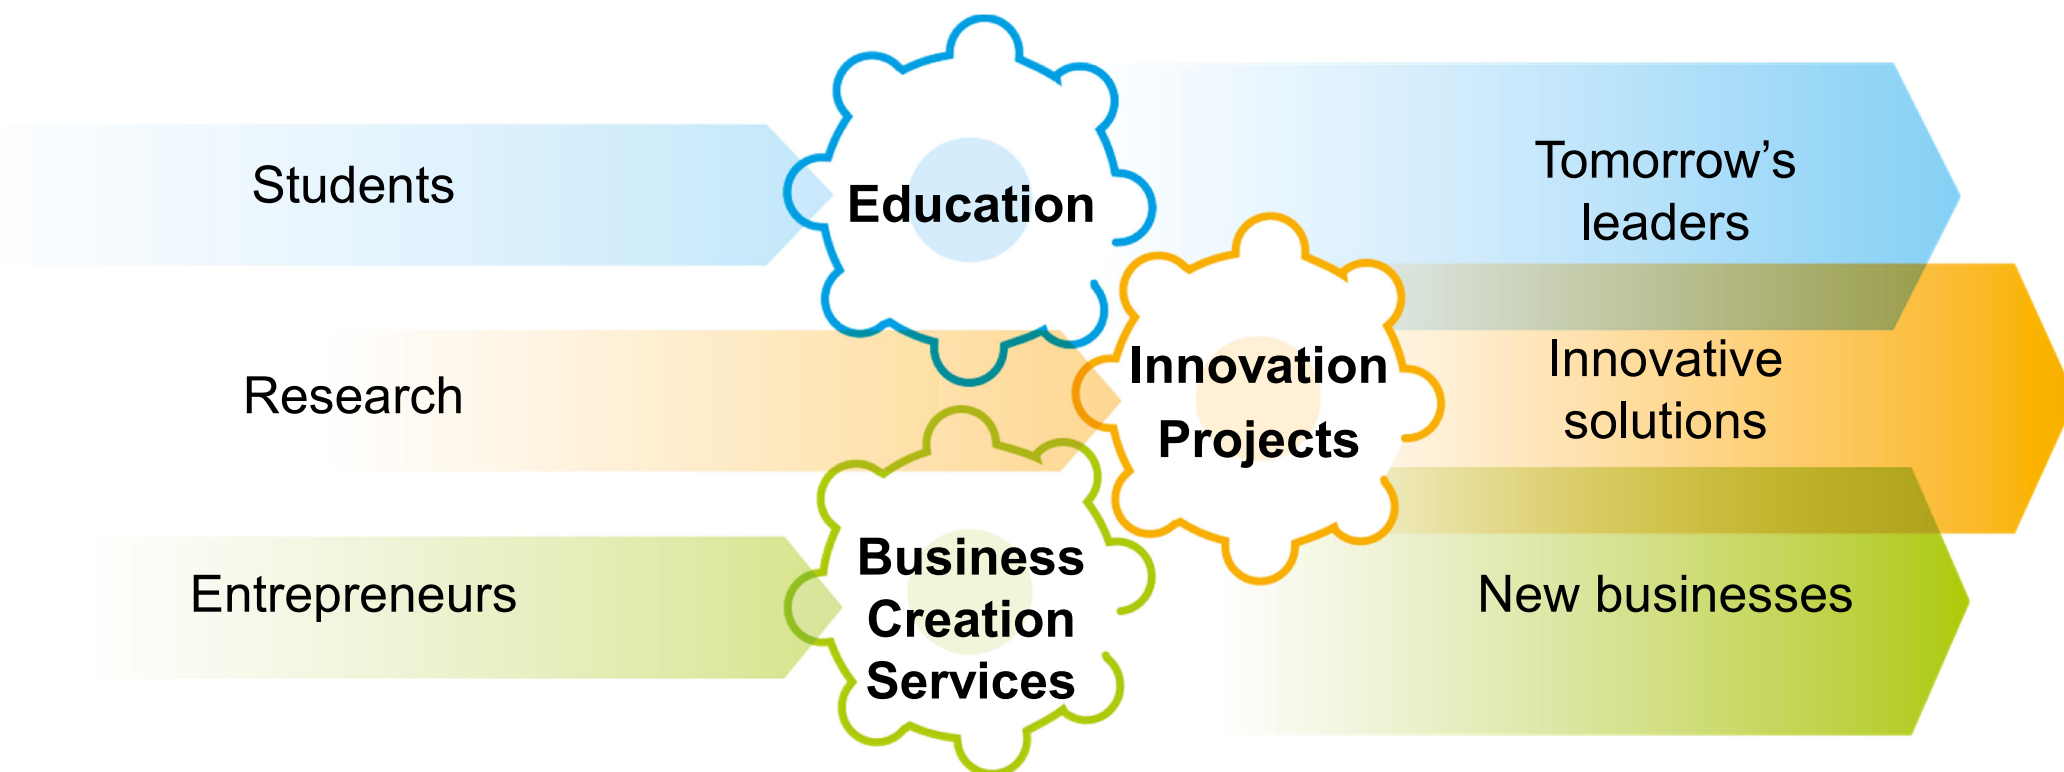 Students
Education
Tomorrow’s
leaders
Research
Innovation
Projects
Innovative
solutions
Entrepreneurs
Business
Creation
Services
New businesses